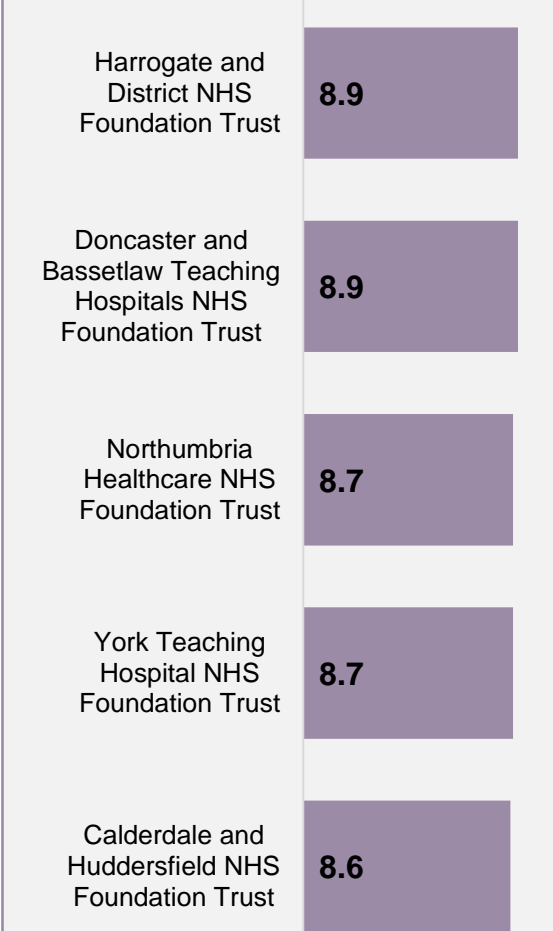 Harrogate and
District NHS
Foundation Trust
8.9
Doncaster and
Bassetlaw Teaching
Hospitals NHS
Foundation Trust
8.9
Northumbria
Healthcare NHS
Foundation Trust
8.7
York Teaching
Hospital NHS
Foundation Trust
8.7
Calderdale and
Huddersfield NHS
Foundation Trust
8.6